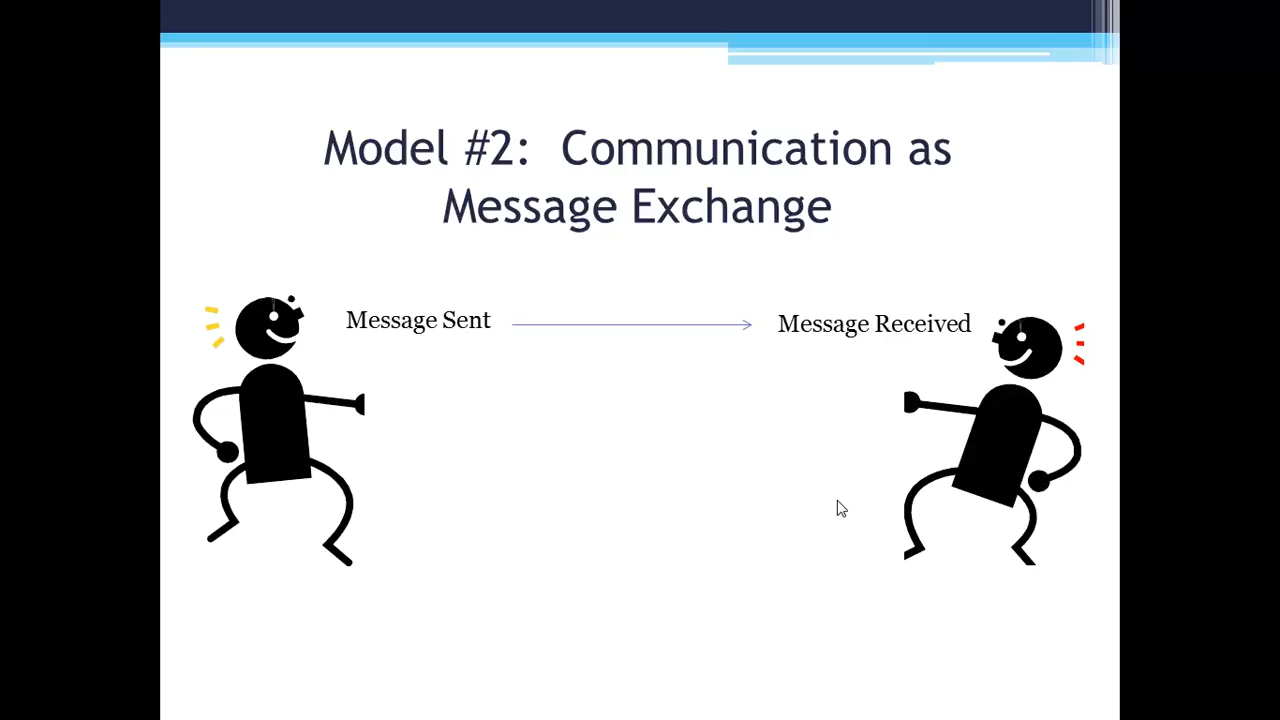 Model #2: Communication as
Message Exchange
Message Sent
Message Received